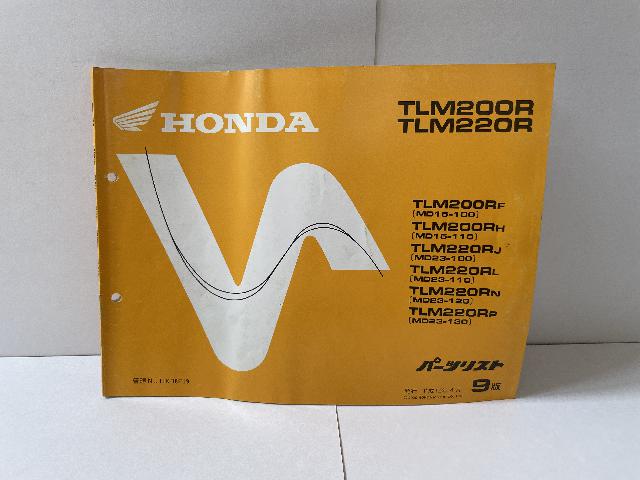 HONDA
TLM200R
TLM220R
TLM200RF
(MD15-100)
TLM200RH
(MD15-110)
TLM220RJ
(MD23-100)
TLM220RL
(MD23-110)
TLM220RN
(MD23-120)
TLM220RP
(MD23-130)
パーツリスト
9版